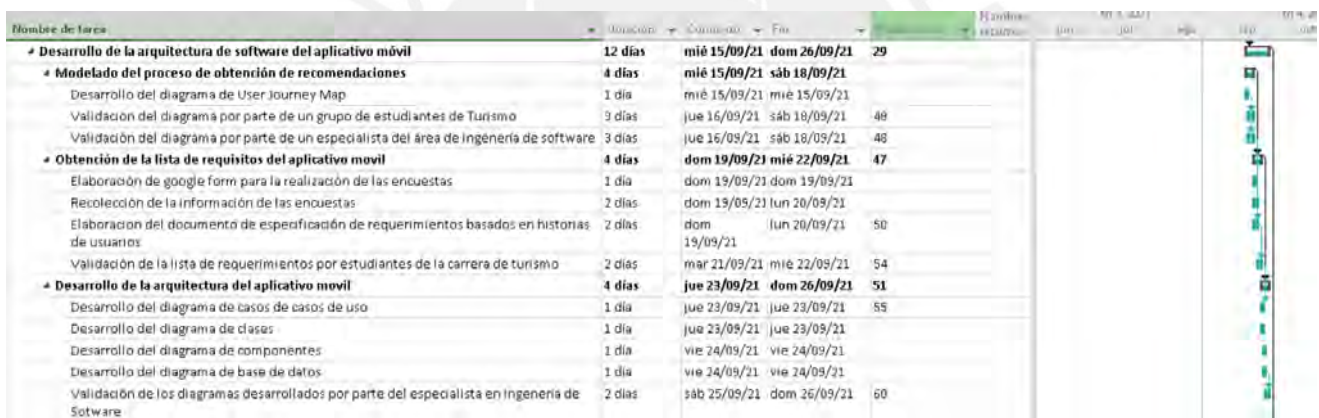 Nombre de tarea Duración Comienzo Fin
Desarrollo de la arquitectura de software del aplicativo móvil 12 días mié 15/09/21 dom 26/09/21 29
Modelado del proceso de obtención de recomendaciones 4 días mié 15/09/21 sáb 18/09/21
Desarrollo del diagrama de User Journey Map 1 día mié 15/09/21 mié 15/09/21
Validación del diagrama por parte de un grupo de estudiantes de Turismo 3 días jue 16/09/21 sáb 18/09/21 48
Validación del diagrama por parte de un especialista del área de Ingenería de software 3 días jue 16/09/21 sáb 18/09/21 48
Obtención de la lista de requisitos del aplicativo movil 4 días dom 19/09/21 mié 22/09/21 47
Elaboración de google form para la realización de las encuestas 1 día dom 19/09/21 dom 19/09/21
Recolección de la información de las encuestas 2 días dom 19/09/21 lun 20/09/21
Elaboracion del documento de especificación de requerimientos basados en historias 2 días dom lun 20/09/21 50
de usuarios 19/09/21
Validación de la lista de requerimientos por estudiantes de la carrera de turismo 2 días mar 21/09/21 mié 22/09/21 54
Desarrollo de la arquitectura del aplicativo movil 4 días jue 23/09/21 dom 26/09/21 51
Desarrollo del diagrama de casos de casos de uso 1 día jue 23/09/21 jue 23/09/21 55
Desarrollo del diagrama de clases 1 día jue 23/09/21 jue 23/09/21
Desarrollo del diagrama de componentes 1 día vie 24/09/21 vie 24/09/21
Desarrollo del diagrama de base de datos 1 día vie 24/09/21 vie 24/09/21
Validación de los diagramas desarrollados por parte del especialista en Ingenería de 2 días sáb 25/09/21 dom 26/09/21 60
Sotware